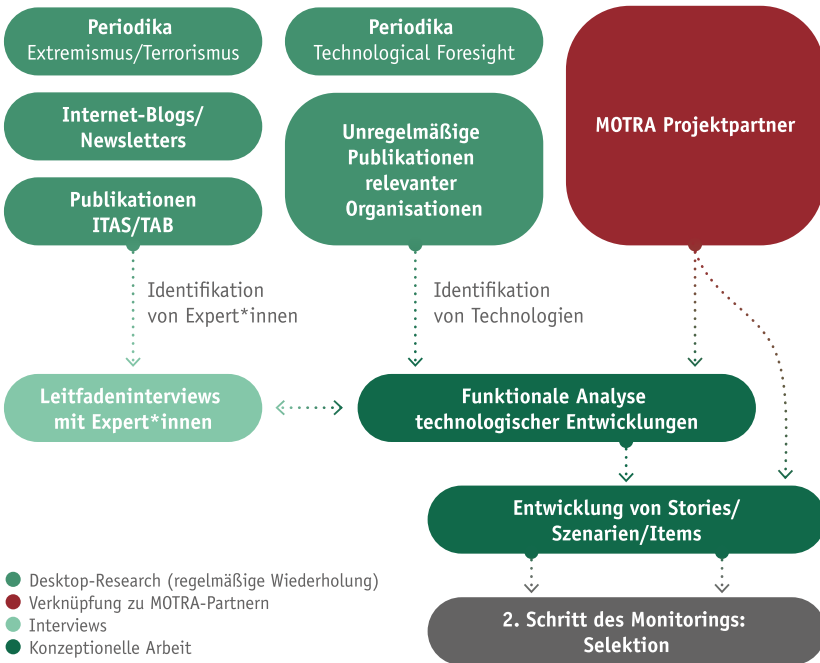 Periodika
Extremismus/Terrorismus
Periodika
Technological Foresight
MOTRA Projektpartner
Internet-Blogs/
Newsletters
Unregelmäßige
Publikationen
relevanter
Organisationen
Publikationen
ITAS/TAB
Identifikation
von Expert*innen
Identifikation
von Technologien
Leitfadeninterviews
mit Expert*innen
Funktionale Analyse
technologischer Entwicklungen
Entwicklung von Stories/
Szenarien/Items
2. Schritt des Monitorings:
Selektion
Desktop-Research (regelmäßige Wiederholung)
Verknüpfung zu MOTRA-Partnern
Interviews
Konzeptionelle Arbeit